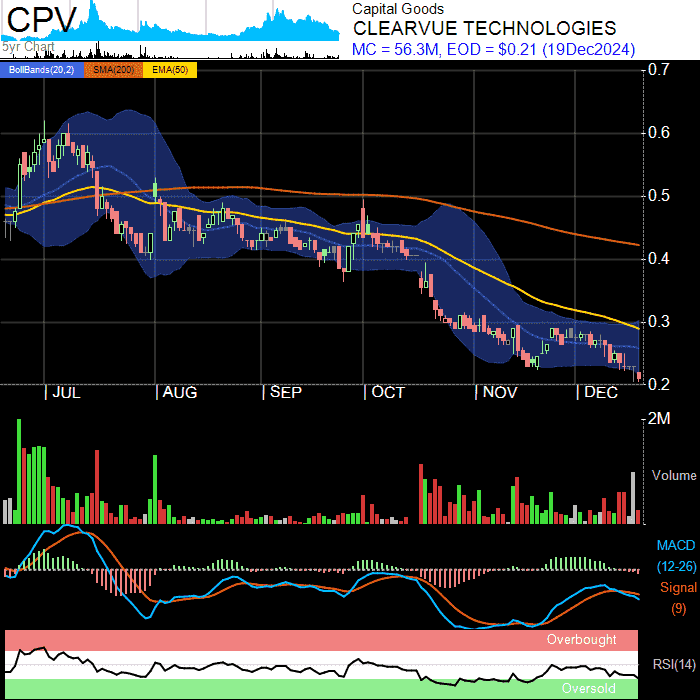 CPV
5yr Chart
Capital Goods
CLEARVUE TECHNOLOGIES
MC = 56.3M, EOD = $0.21 (19Dec2024)
BollBands(20,2) SMA(200) EMA(50)
0.7
0.6
0.5
0.4
0.3
0.2
| JUL | AUG | SEP | OCT | NOV | DEC
2M
Volume
MACD
(12-26)
Signal
(9)
Overbought
RSI(14)
Oversold